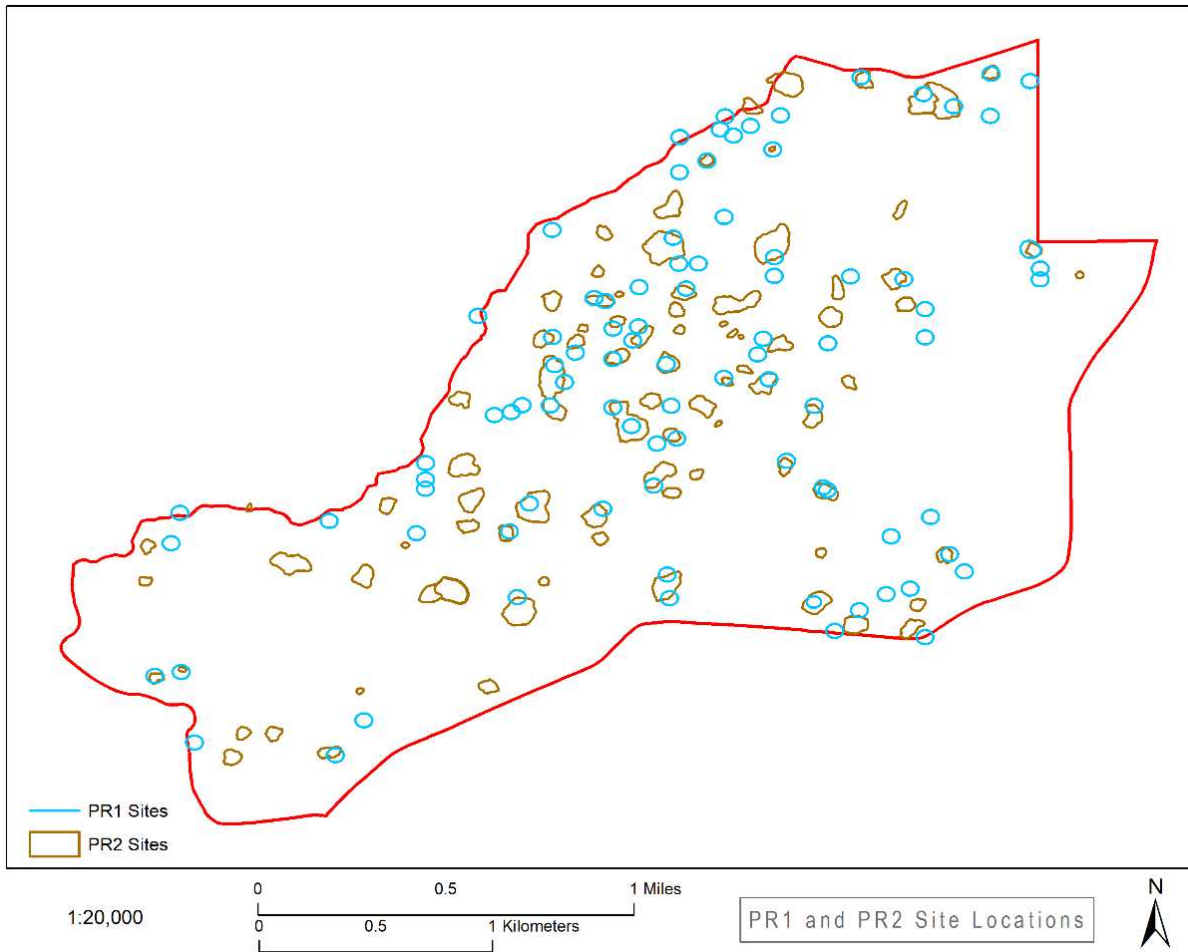 PR1 Sites
PR2 Sites
0 0.5 1 Miles
1:20,000
0 0.5 1 Kilometers
PR1 and PR2 Site Locations
N